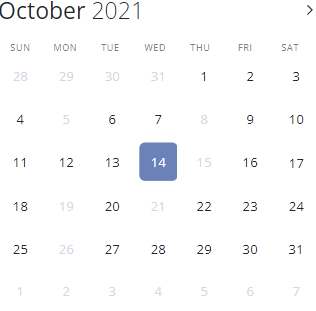 October 2021
SUN MON TUE WED THU FRI SAT
28 29 30 31 1 2 3
4 5 6 7 8 9 10
11 12 13 14 15 16 17
18 19 20 21 22 23 24
25 26 27 28 29 30 31
1 2 3 4 5 6 7